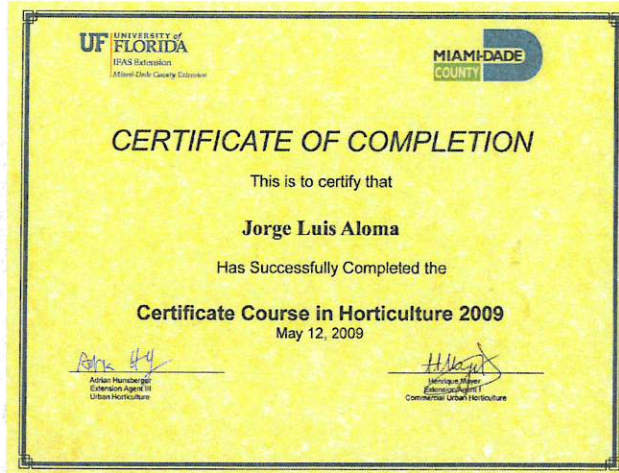 UF UNIVERSITY of
FLORIDA
IFAS Extension
Miami-Dade County Extension
MIAMI-DADE
COUNTY
CERTIFICATE OF COMPLETION
This is to certify that
Jorge Luis Aloma
Has Successfully Completed the
Certificate Course in Horticulture 2009
May 12, 2009
Adrian Hunsberger
Extension Agent III
Urban Horticulture
Henrique Mayer
Extension Agent I
Commercial Urban Horticulture